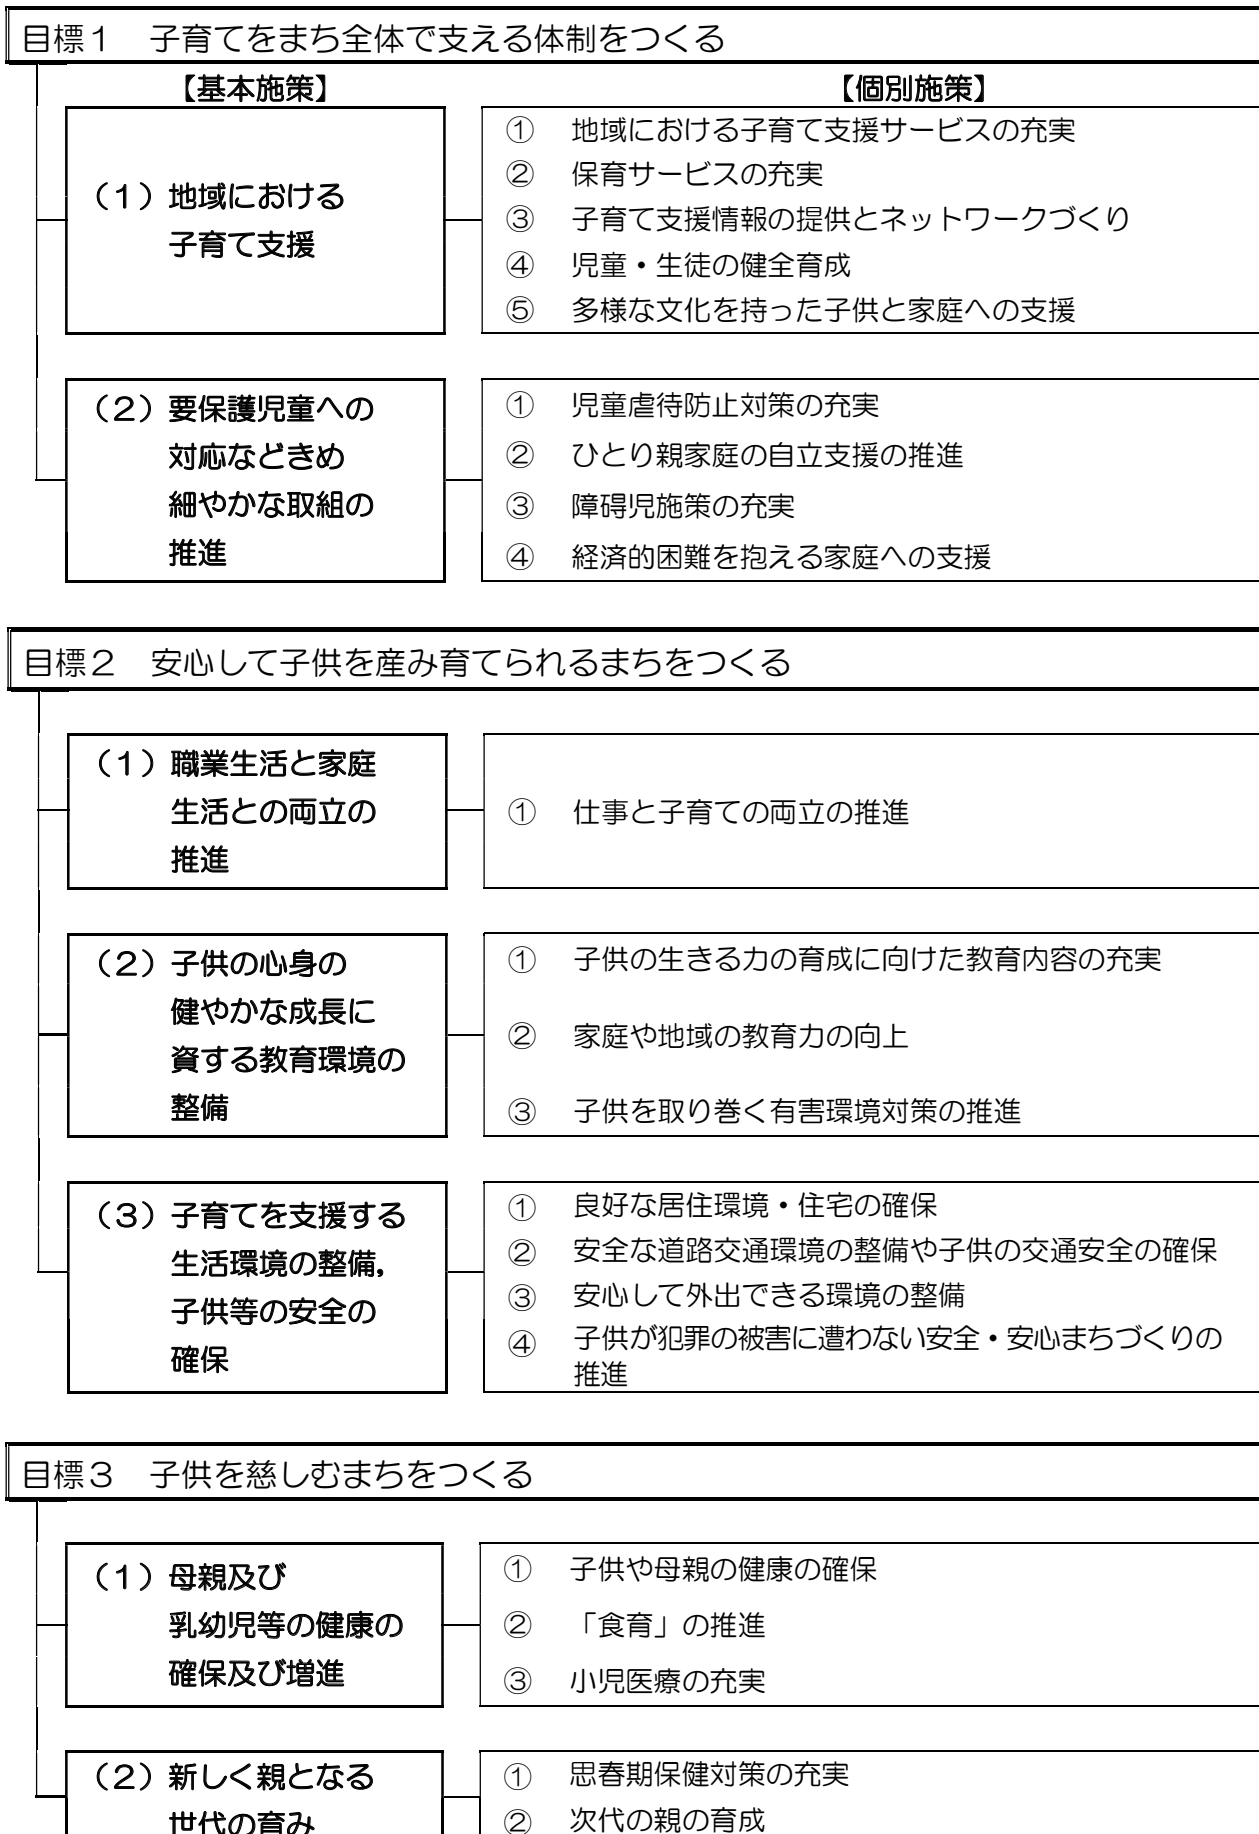 目標１　子育てをまち全体で支える体制をつくる
【基本施策】　【個別施策】
（１）地域における
子育て支援
①　地域における子育て支援サービスの充実
②　保育サービスの充実
③　子育て支援情報の提供とネットワークづくり
④　児童・生徒の健全育成
⑤　多様な文化を持った子供と家庭への支援
（２）要保護児童への
対応などきめ
細やかな取組の
推進
①　児童虐待防止対策の充実
②　ひとり親家庭の自立支援の推進
③　障碍児施策の充実
④　経済的困難を抱える家庭への支援
目標２　安心して子供を産み育てられるまちをつくる
（１）職業生活と家庭
生活との両立の
推進
①　仕事と子育ての両立の推進
（２）子供の心身の
健やかな成長に
資する教育環境の
整備
①　子供の生きる力の育成に向けた教育内容の充実
②　家庭や地域の教育力の向上
③　子供を取り巻く有害環境対策の推進
（３）子育てを支援する
生活環境の整備，
子供等の安全の
確保
①　良好な居住環境・住宅の確保
②　安全な道路交通環境の整備や子供の交通安全の確保
③　安心して外出できる環境の整備
④　子供が犯罪の被害に遭わない安全・安心まちづくりの
推進
目標３　子供を慈しむまちをつくる
（１）母親及び
乳幼児等の健康の
確保及び増進
①　子供や母親の健康の確保
②　「食育」の推進
③　小児医療の充実
（２）新しく親となる
世代の育み
①　思春期保健対策の充実
②　次代の親の育成